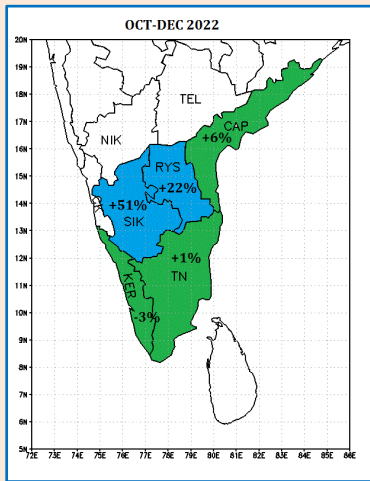 OCT-DEC 2022
20N
19N
18N
17N
16N
15N
14N
13N
12N
11N
10N
9N
8N
7N
6N
5N
TEL
CAP
+6%
NIK
RYS
+22%
+51%
SIK
+1%
TN
KER
-3%
72E 73E 74E 75E 76E 77E 78E 79E 80E 81E 82E 83E 84E 85E 86E